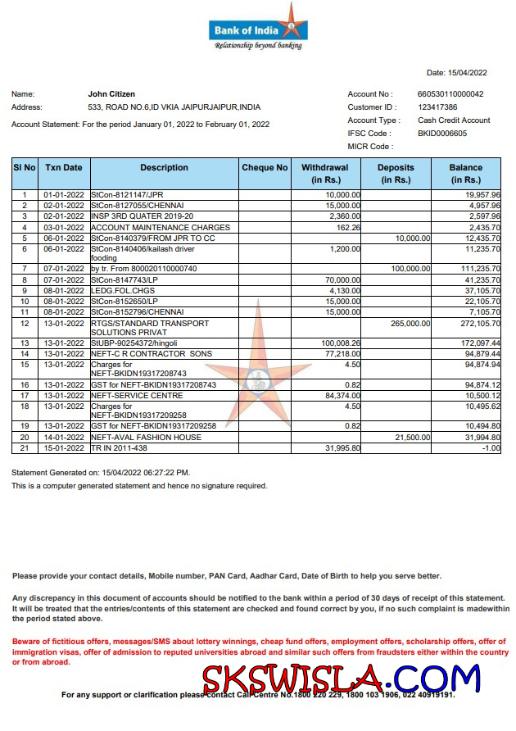 Bank of India
Relationship beyond banking
Date: 15/04/2022
Name: John Citizen Account No : 660530110000042
Address: 533, ROAD NO.6,ID VKIA JAIPURJAIPUR,INDIA Customer ID : 123417386
Account Statement: For the period January 01, 2022 to February 01, 2022 Account Type : Cash Credit Account
IFSC Code : BKID0006605
MICR Code :
Sl No Txn Date Description Cheque No Withdrawal (in Rs.) Deposits (in Rs.) Balance (in Rs.)
1 01-01-2022 StCon-8121147/JPR 10,000.00 19,957.96
2 02-01-2022 StCon-8127055/CHENNAI 15,000.00 4,957.96
3 02-01-2022 INSP 3RD QUATER 2019-20 2,360.00 2,597.96
4 03-01-2022 ACCOUNT MAINTENANCE CHARGES 162.26 2,435.70
5 06-01-2022 StCon-8140379/FROM JPR TO CC 10,000.00 12,435.70
6 06-01-2022 StCon-8140406/kailash driver 1,200.00 11,235.70
fooding
7 07-01-2022 by tr. From 800020110000740 100,000.00 111,235.70
8 07-01-2022 StCon-8147743/LP 70,000.00 41,235.70
9 08-01-2022 LEDG.FOL.CHGS 4,130.00 37,105.70
10 08-01-2022 StCon-8152650/LP 15,000.00 22,105.70
11 08-01-2022 StCon-8152796/CHENNAI 15,000.00 7,105.70
12 13-01-2022 RTGS/STANDARD TRANSPORT 265,000.00 272,105.70
SOLUTIONS PRIVAT
13 13-01-2022 StUBP-90254372/hingoli 100,008.26 172,097.44
14 13-01-2022 NEFT-C R CONTRACTOR SONS 77,218.00 94,879.44
15 13-01-2022 Charges for 4.50 94,874.94
NEFT-BKIDN19317208743
16 13-01-2022 GST for NEFT-BKIDN19317208743 0.82 94,874.12
17 13-01-2022 NEFT-SERVICE CENTRE 84,374.00 10,500.12
18 13-01-2022 Charges for 4.50 10,495.62
NEFT-BKIDN19317209258
19 13-01-2022 GST for NEFT-BKIDN19317209258 0.82 10,494.80
20 14-01-2022 NEFT-AVAL FASHION HOUSE 21,500.00 31,994.80
21 15-01-2022 TR IN 2011-438 31,995.80 -1.00
Statement Generated on: 15/04/2022 06:27:22 PM.
This is a computer generated statement and hence no signature required.
Please provide your contact details, Mobile number, PAN Card, Aadhar Card, Date of Birth to help you serve better.
Any discrepancy in this document of accounts should be notified to the bank within a period of 30 days of receipt of this statement.
It will be treated that the entries/contents of this statement are checked and found correct by you, if no such complaint is madewithin
the period stated above.
Beware of fictitious offers, messages/SMS about lottery winnings, cheap fund offers, employment offers, scholarship offers, offer of
immigration visas, offer of admission to reputed universities abroad and similar such offers from fraudsters either within the country
or from abroad.
SKSWISLA.COM
For any support or clarification please contact Call Centre No.1800 220 229, 1800 103 1906, 022 40919191.